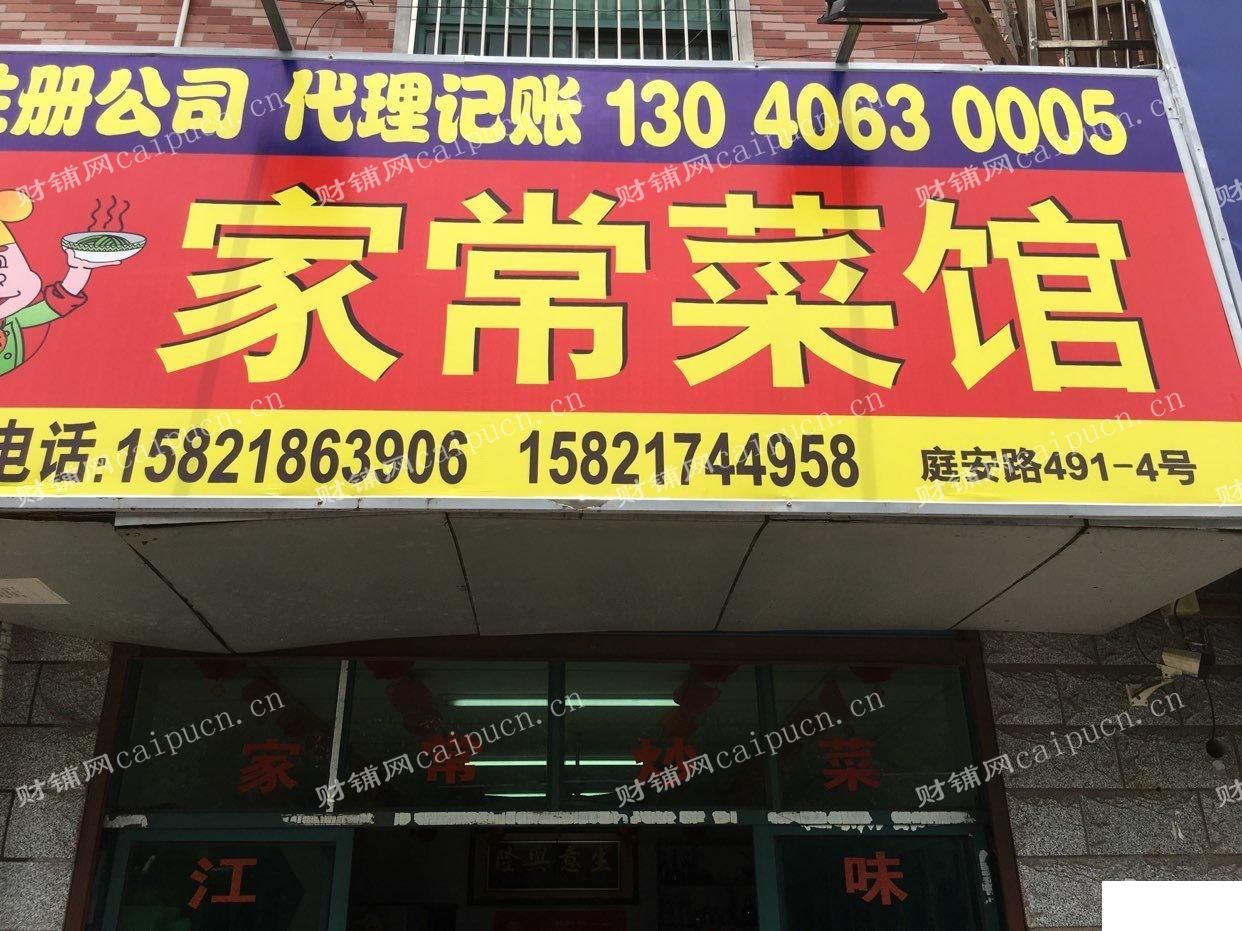 注册公司 代理记账 130 4063 0005
家常菜馆
电话:15821863906 15821744958 庭安路491-4号
家常炒菜
江 味
隆興意生
财铺网caipucn.cn